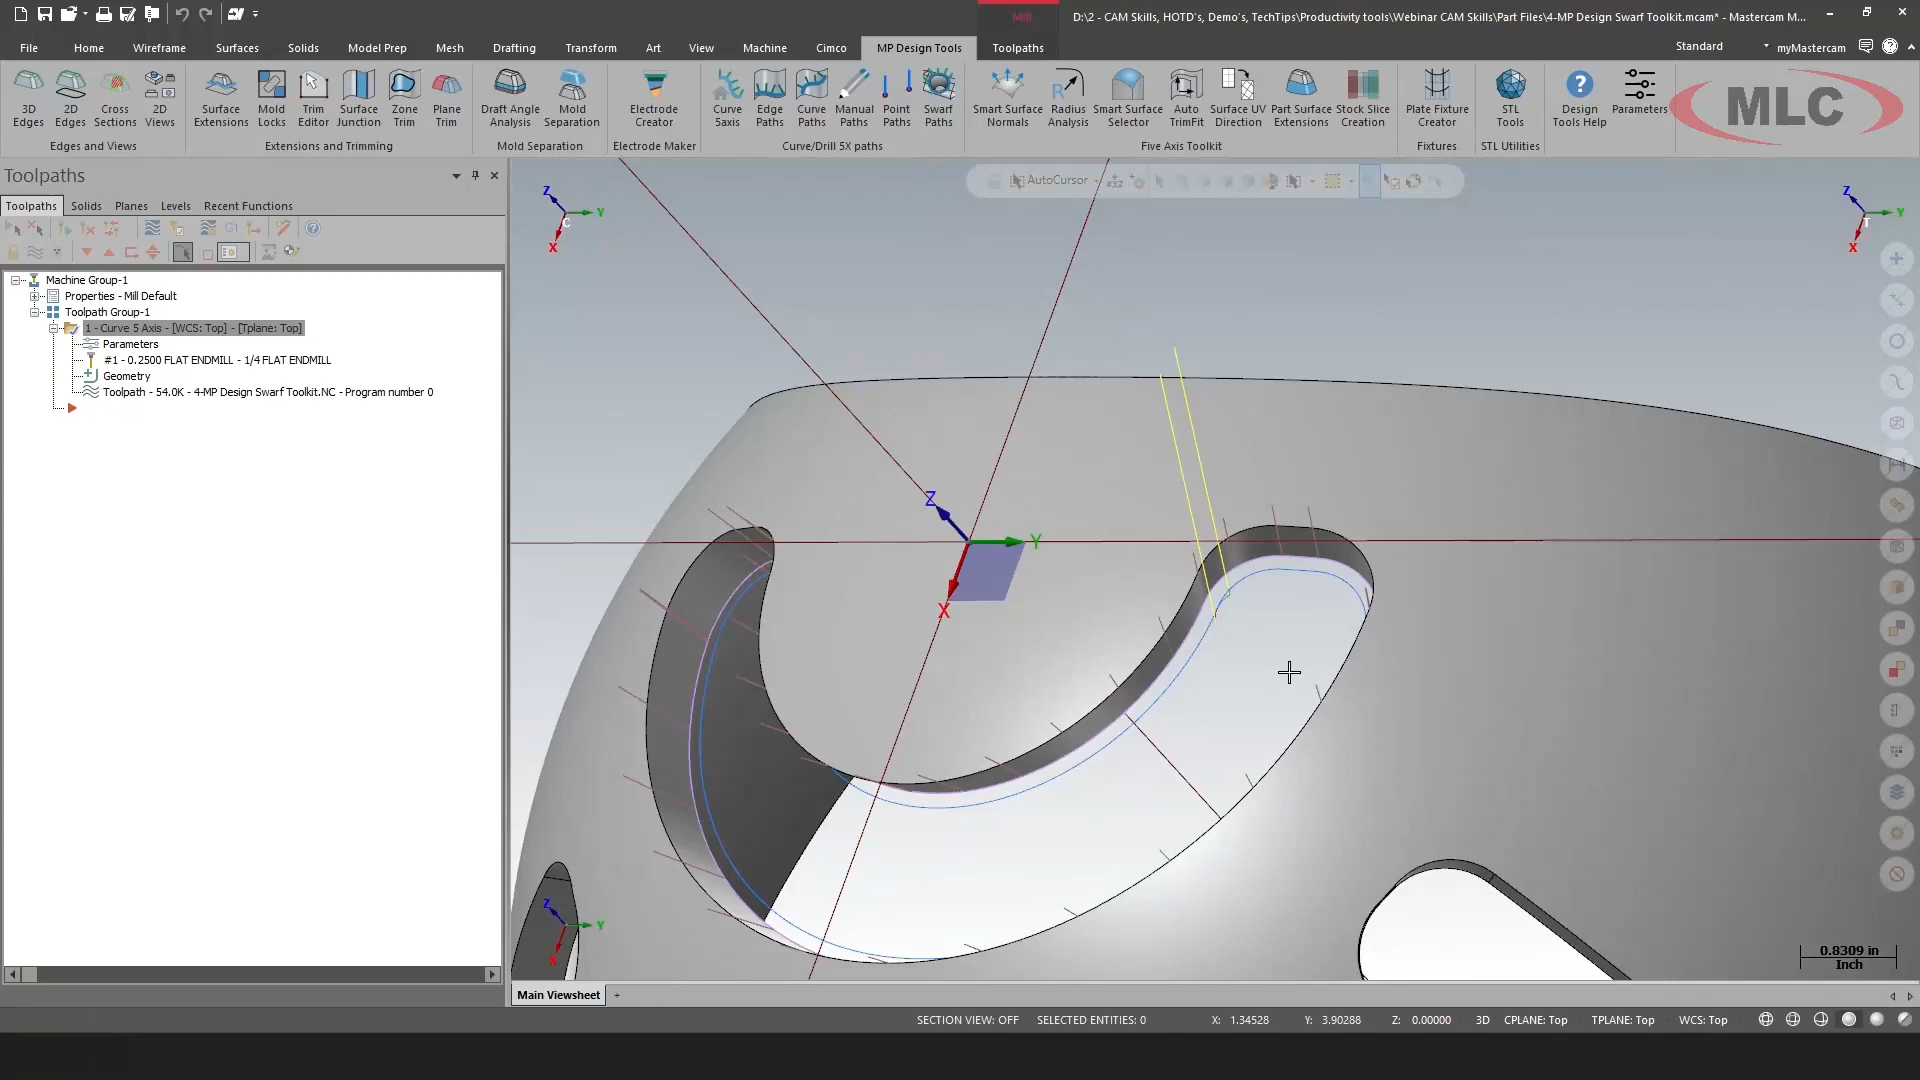 Mill
D:\2 - CAM Skills, HOTD's, Demo's, TechTips\Productivity tools\Webinar CAM Skills\Part Files\4-MP Design Swarf Toolkit.mcam* - Mastercam M...
File Home Wireframe Surfaces Solids Model Prep Mesh Drafting Transform Art View Machine Cimco MP Design Tools Toolpaths Standard myMastercam
3D Edges
2D Edges
Cross Sections
2D Views
Surface Extensions
Mold Locks
Trim Editor
Surface Junction
Zone Trim
Plane Trim
Draft Angle Analysis
Mold Separation
Electrode Creator
Curve 5axis
Edge Paths
Curve Paths
Manual Paths
Point Paths
Swarf Paths
Smart Surface Normals
Radius Analysis
Smart Surface Selector
Auto TrimFit
Surface UV Direction
Part Surface Extensions
Stock Slice Creation
Plate Fixture Creator
STL Tools
Design Tools Help
Parameters
MLC
Edges and Views Extensions and Trimming Mold Separation Electrode Maker Curve/Drill 5X paths Five Axis Toolkit Fixtures STL Utilities
Toolpaths
Toolpaths Solids Planes Levels Recent Functions
Machine Group-1
Properties - Mill Default
Toolpath Group-1
1 - Curve 5 Axis - [WCS: Top] - [Tplane: Top]
Parameters
#1 - 0.2500 FLAT ENDMILL - 1/4 FLAT ENDMILL
Geometry
Toolpath - 54.0K - 4-MP Design Swarf Toolkit.NC - Program number 0
AutoCursor
Z Y C X
Z Y T X
Z Y X
Z Y X
0.8309 in
Inch
Main Viewsheet +
SECTION VIEW: OFF SELECTED ENTITIES: 0 X: 1.34528 Y: 3.90288 Z: 0.00000 3D CPLANE: Top TPLANE: Top WCS: Top